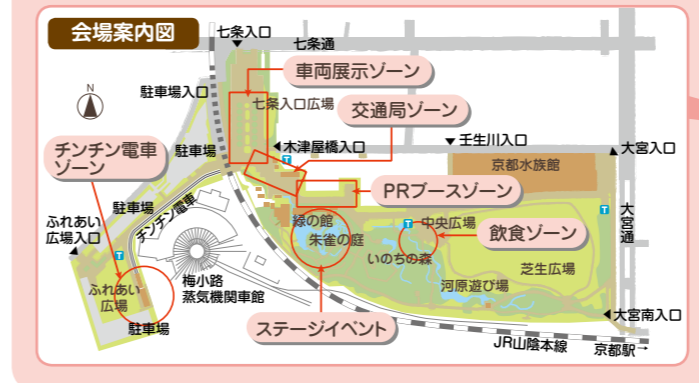 会場案内図
七条入口
七条通
車両展示ゾーン
駐車場入口
N
七条入口広場
交通局ゾーン
チンチン電車
ゾーン
駐車場
木津屋橋入口
壬生川入口
大宮入口
京都水族館
PRブースゾーン
駐車場
チンチン電車
ふれあい
広場入口
緑の館
朱雀の庭
中央広場
飲食ゾーン
大宮通
いのちの森
芝生広場
ふれあい
広場
梅小路
蒸気機関車館
河原遊び場
駐車場
ステージイベント
大宮南入口
JR山陰本線
京都駅→